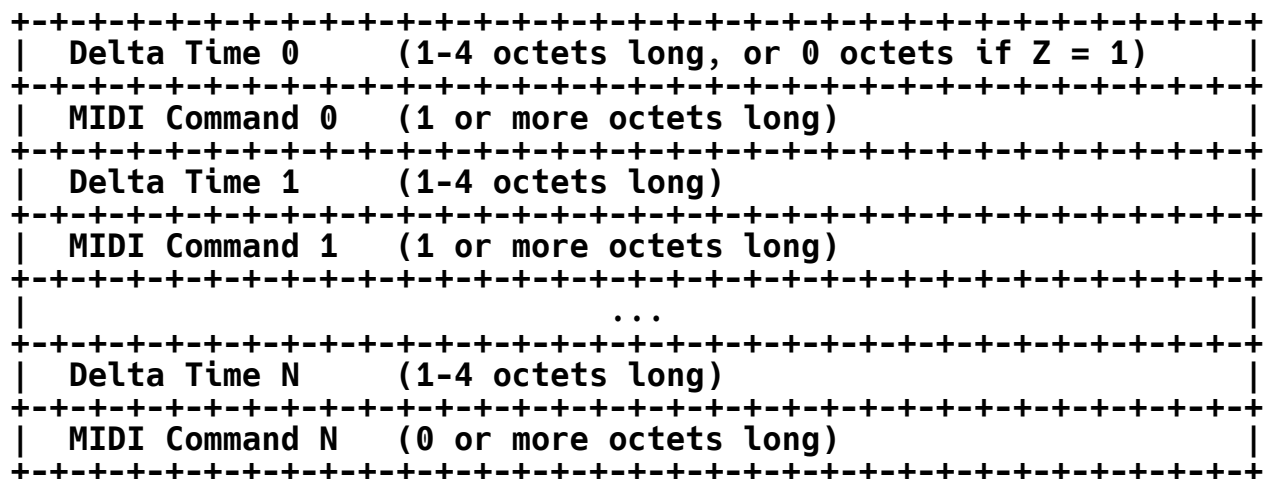 +-+-+-+-+-+-+-+-+-+-+-+-+-+-+-+-+-+-+-+-+-+-+-+-+-+-+-+-+-+-+-+-+
|  Delta Time 0     (1-4 octets long, or 0 octets if Z = 1)     |
+-+-+-+-+-+-+-+-+-+-+-+-+-+-+-+-+-+-+-+-+-+-+-+-+-+-+-+-+-+-+-+-+
|  MIDI Command 0   (1 or more octets long)                     |
+-+-+-+-+-+-+-+-+-+-+-+-+-+-+-+-+-+-+-+-+-+-+-+-+-+-+-+-+-+-+-+-+
|  Delta Time 1     (1-4 octets long)                           |
+-+-+-+-+-+-+-+-+-+-+-+-+-+-+-+-+-+-+-+-+-+-+-+-+-+-+-+-+-+-+-+-+
|  MIDI Command 1   (1 or more octets long)                     |
+-+-+-+-+-+-+-+-+-+-+-+-+-+-+-+-+-+-+-+-+-+-+-+-+-+-+-+-+-+-+-+-+
|                              ...                              |
+-+-+-+-+-+-+-+-+-+-+-+-+-+-+-+-+-+-+-+-+-+-+-+-+-+-+-+-+-+-+-+-+
|  Delta Time N     (1-4 octets long)                           |
+-+-+-+-+-+-+-+-+-+-+-+-+-+-+-+-+-+-+-+-+-+-+-+-+-+-+-+-+-+-+-+-+
|  MIDI Command N   (0 or more octets long)                     |
+-+-+-+-+-+-+-+-+-+-+-+-+-+-+-+-+-+-+-+-+-+-+-+-+-+-+-+-+-+-+-+-+